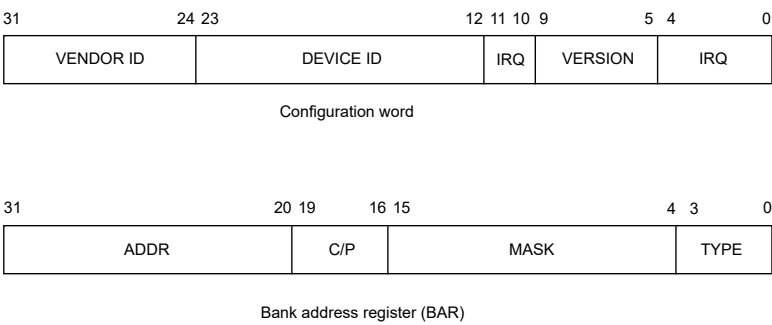 31 24 23 12 11 10 9 5 4 0
VENDOR ID DEVICE ID IRQ VERSION IRQ
Configuration word
31 20 19 16 15 4 3 0
ADDR C/P MASK TYPE
Bank address register (BAR)